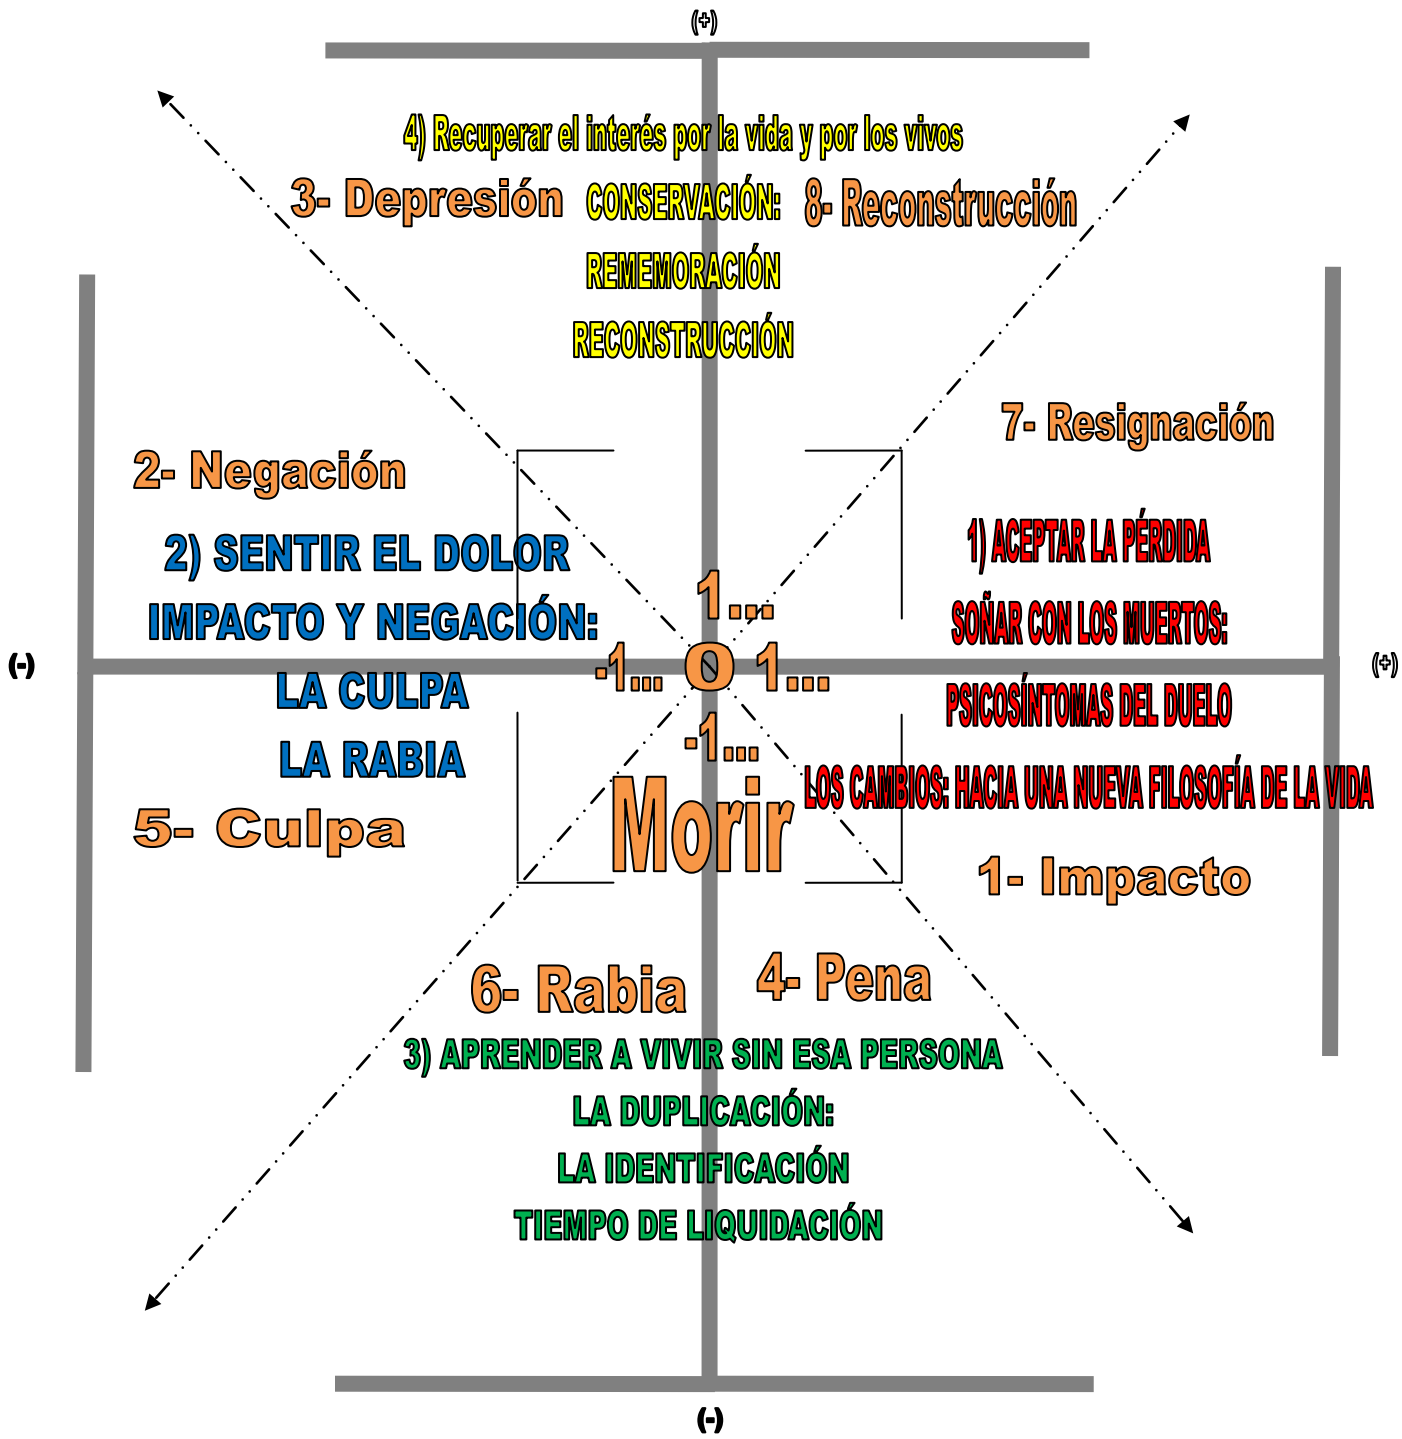 (+)
4) Recuperar el interés por la vida y por los vivos
3- Depresión
CONSERVACIÓN:
8- Reconstrucción
REMEMORACIÓN
RECONSTRUCCIÓN
7- Resignación
2- Negación
1) ACEPTAR LA PÉRDIDA
2) SENTIR EL DOLOR
IMPACTO Y NEGACIÓN:
SOÑAR CON LOS MUERTOS:
1...
(-)
-1...
0
1...
(+)
LA CULPA
PSICOSÍNTOMAS DEL DUELO
-1...
LA RABIA
LOS CAMBIOS: HACIA UNA NUEVA FILOSOFÍA DE LA VIDA
Morir
5- Culpa
1- Impacto
6- Rabia
4- Pena
3) APRENDER A VIVIR SIN ESA PERSONA
LA DUPLICACIÓN:
LA IDENTIFICACIÓN
TIEMPO DE LIQUIDACIÓN
(-)